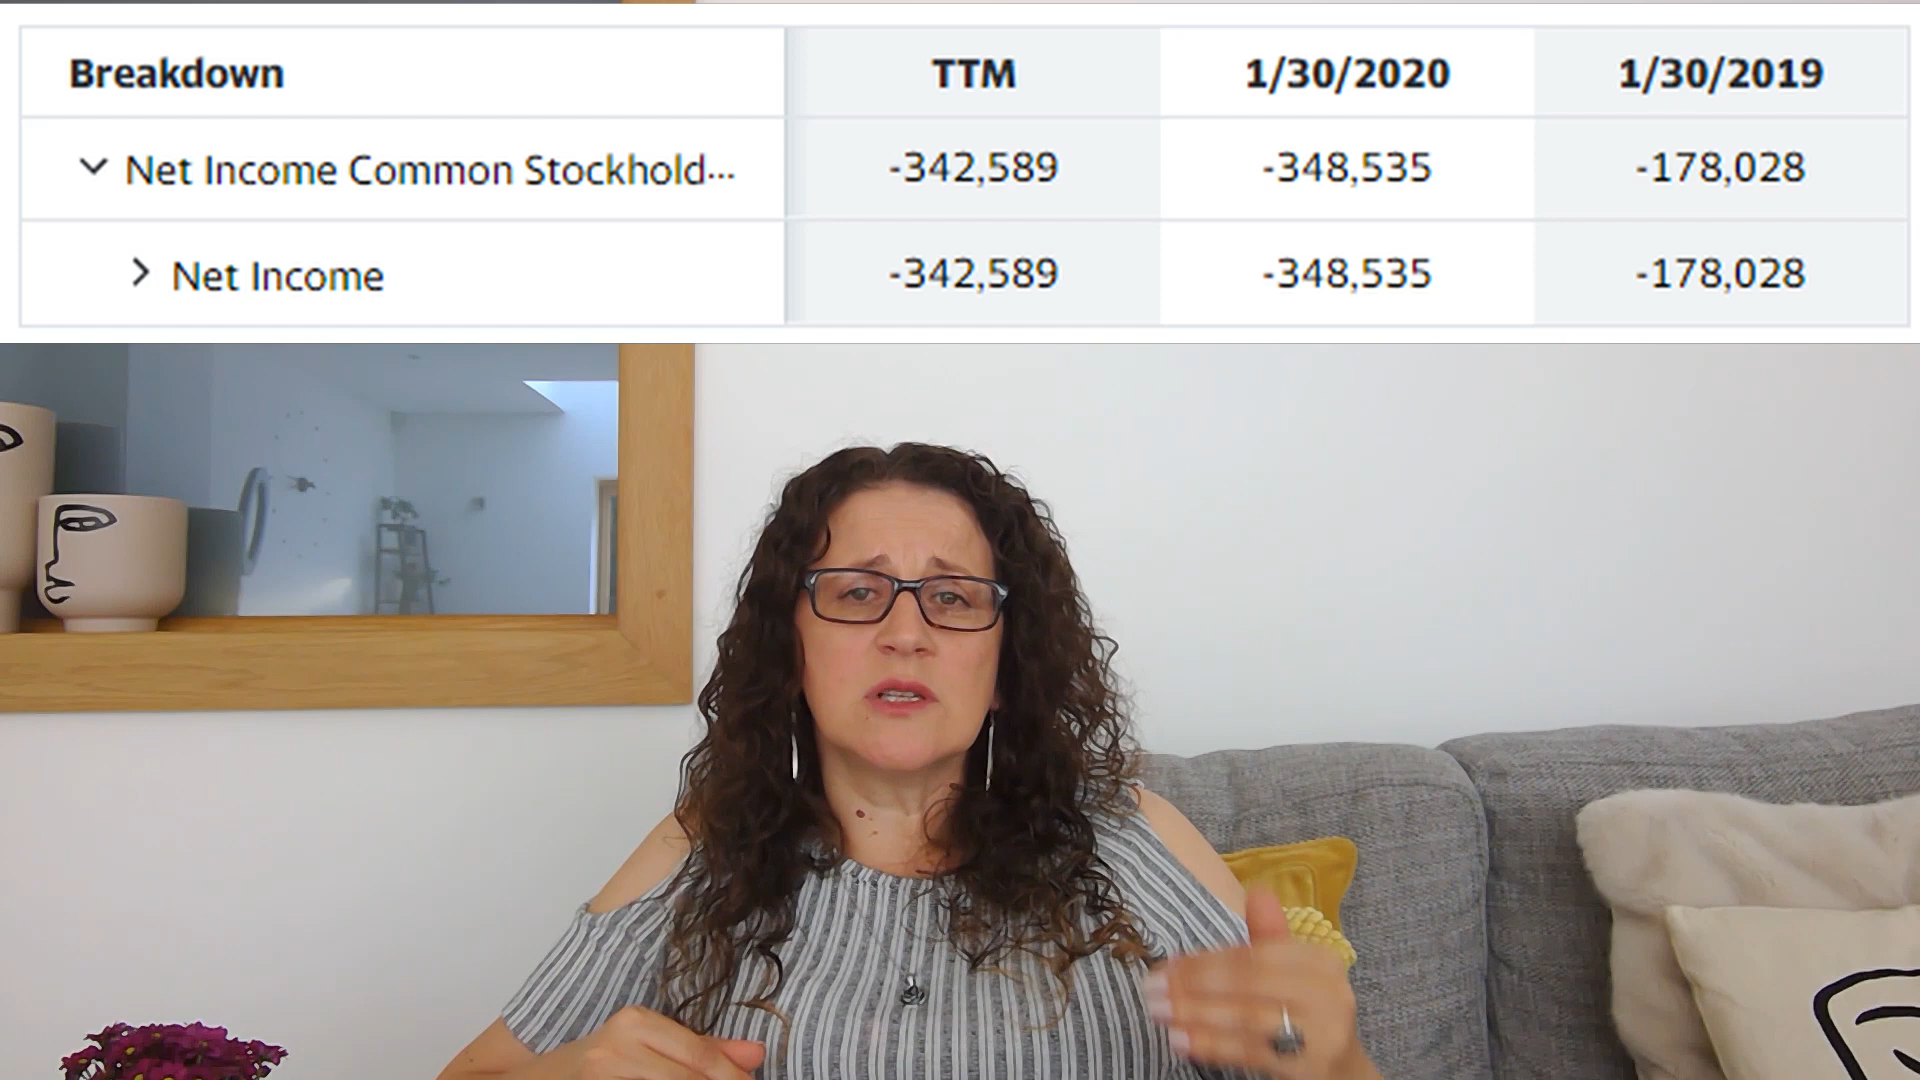 Breakdown TTM 1/30/2020 1/30/2019
Net Income Common Stockhold... -342,589 -348,535 -178,028
Net Income -342,589 -348,535 -178,028